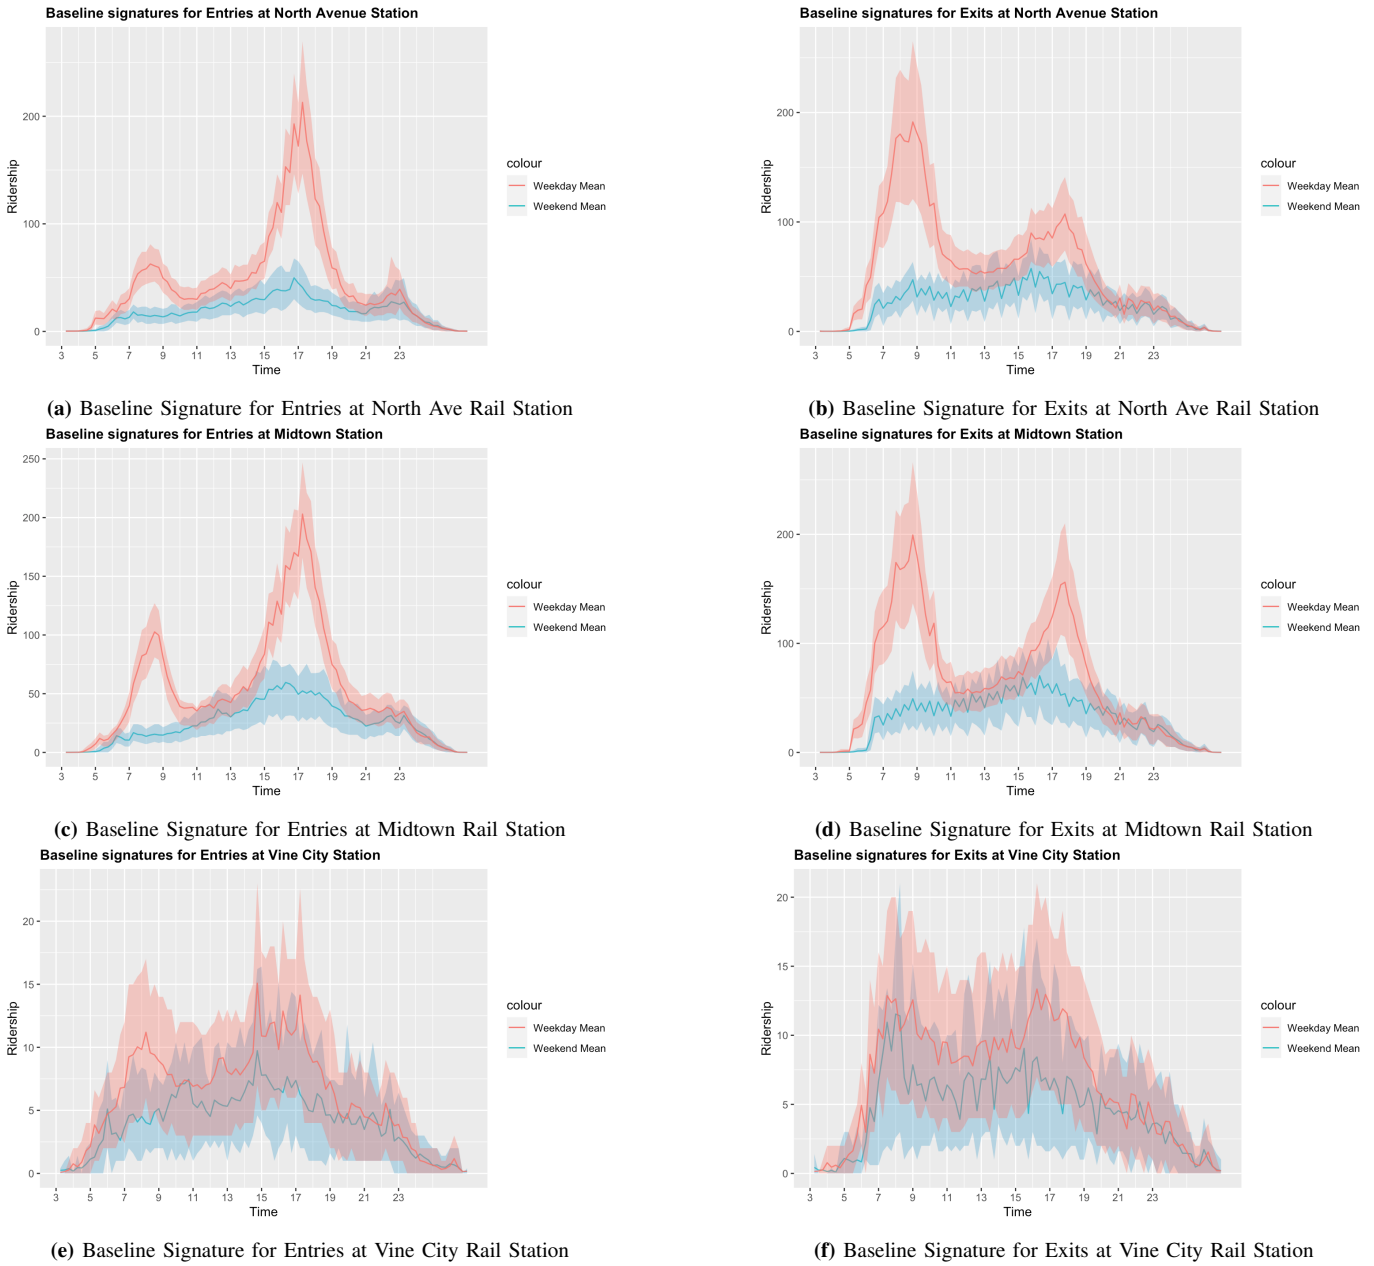 Baseline signatures for Entries at North Avenue Station
Ridership
200
100
0
3 5 7 9 11 13 15 17 19 21 23
Time
colour
Weekday Mean
Weekend Mean
(a) Baseline Signature for Entries at North Ave Rail Station
Baseline signatures for Exits at North Avenue Station
Ridership
200
100
0
3 5 7 9 11 13 15 17 19 21 23
Time
colour
Weekday Mean
Weekend Mean
(b) Baseline Signature for Exits at North Ave Rail Station
Baseline signatures for Entries at Midtown Station
Ridership
250
200
150
100
50
0
3 5 7 9 11 13 15 17 19 21 23
Time
colour
Weekday Mean
Weekend Mean
(c) Baseline Signature for Entries at Midtown Rail Station
Baseline signatures for Exits at Midtown Station
Ridership
200
100
0
3 5 7 9 11 13 15 17 19 21 23
Time
colour
Weekday Mean
Weekend Mean
(d) Baseline Signature for Exits at Midtown Rail Station
Baseline signatures for Entries at Vine City Station
Ridership
20
15
10
5
0
3 5 7 9 11 13 15 17 19 21 23
Time
colour
Weekday Mean
Weekend Mean
(e) Baseline Signature for Entries at Vine City Rail Station
Baseline signatures for Exits at Vine City Station
Ridership
20
15
10
5
0
3 5 7 9 11 13 15 17 19 21 23
Time
colour
Weekday Mean
Weekend Mean
(f) Baseline Signature for Exits at Vine City Rail Station